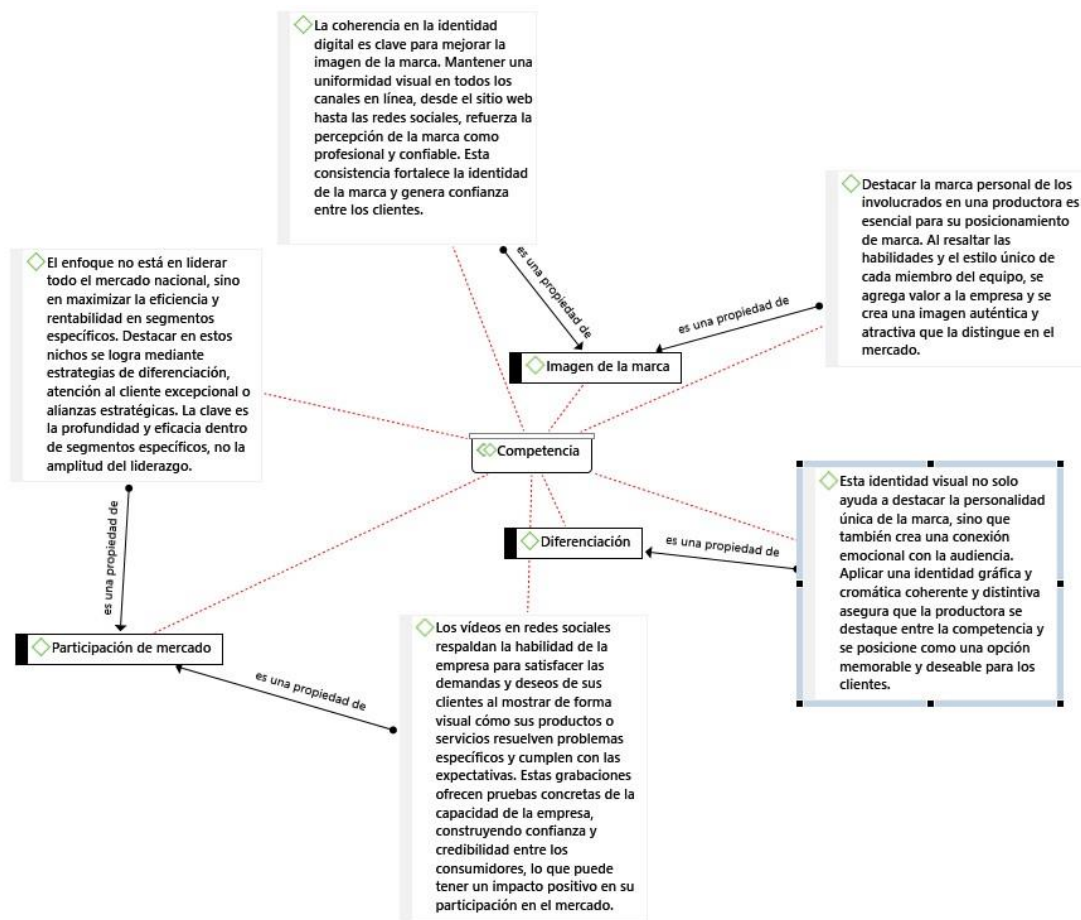 La coherencia en la identidad
digital es clave para mejorar la
imagen de la marca. Mantener una
uniformidad visual en todos los
canales en línea, desde el sitio web
hasta las redes sociales, refuerza la
percepción de la marca como
profesional y confiable. Esta
consistencia fortalece la identidad
de la marca y genera confianza
entre los clientes.
Destacar la marca personal de los
involucrados en una productora es
esencial para su posicionamiento
de marca. Al resaltar las
habilidades y el estilo único de
cada miembro del equipo, se
agrega valor a la empresa y se
crea una imagen auténtica y
atractiva que la distingue en el
mercado.
El enfoque no está en liderar
todo el mercado nacional, sino
en maximizar la eficiencia y
rentabilidad en segmentos
específicos. Destacar en estos
nichos se logra mediante
estrategias de diferenciación,
atención al cliente excepcional o
alianzas estratégicas. La clave es
la profundidad y eficacia dentro
de segmentos específicos, no la
amplitud del liderazgo.
es una propiedad de
es una propiedad de
Imagen de la marca
Competencia
Diferenciación
es una propiedad de
Esta identidad visual no solo
ayuda a destacar la personalidad
única de la marca, sino que
también crea una conexión
emocional con la audiencia.
Aplicar una identidad gráfica y
cromática coherente y distintiva
asegura que la productora se
destaque entre la competencia y
se posicione como una opción
memorable y deseable para los
clientes.
es una propiedad de
Participación de mercado
es una propiedad de
Los vídeos en redes sociales
respaldan la habilidad de la
empresa para satisfacer las
demandas y deseos de sus
clientes al mostrar de forma
visual cómo sus productos o
servicios resuelven problemas
específicos y cumplen con las
expectativas. Estas grabaciones
ofrecen pruebas concretas de la
capacidad de la empresa,
construyendo confianza y
credibilidad entre los
consumidores, lo que puede
tener un impacto positivo en su
participación en el mercado.